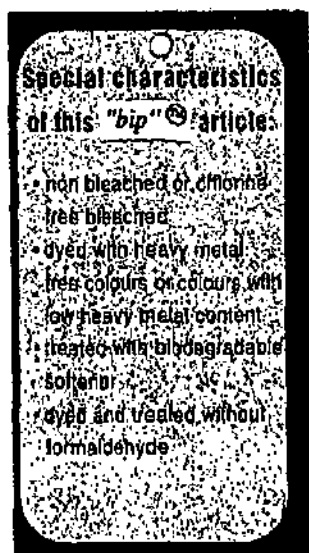 Special characteristics
of this "bip" article:
• non bleached or chlorine
free bleached
• dyed with heavy metal
free colours or colours with
low heavy metal content
• treated with biodegradable
softener
• dyed and treated without
formaldehyde